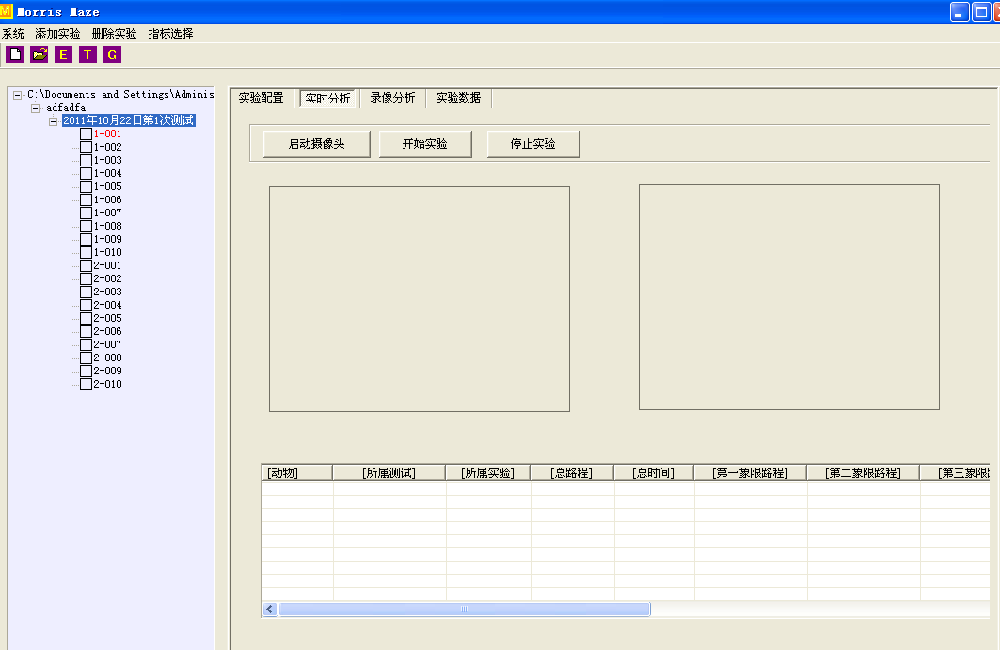 Morris Maze
系统 添加实验 删除实验 指标选择
E T G
C:\Documents and Settings\Adminis
adfadfa
2011年10月22日第1次测试
1-001
1-002
1-003
1-004
1-005
1-006
1-007
1-008
1-009
1-010
2-001
2-002
2-003
2-004
2-005
2-006
2-007
2-008
2-009
2-010
实验配置 实时分析 录像分析 实验数据
启动摄像头 开始实验 停止实验
[动物] [所属测试] [所属实验] [总路程] [总时间] [第一象限路程] [第二象限路程] [第三象限